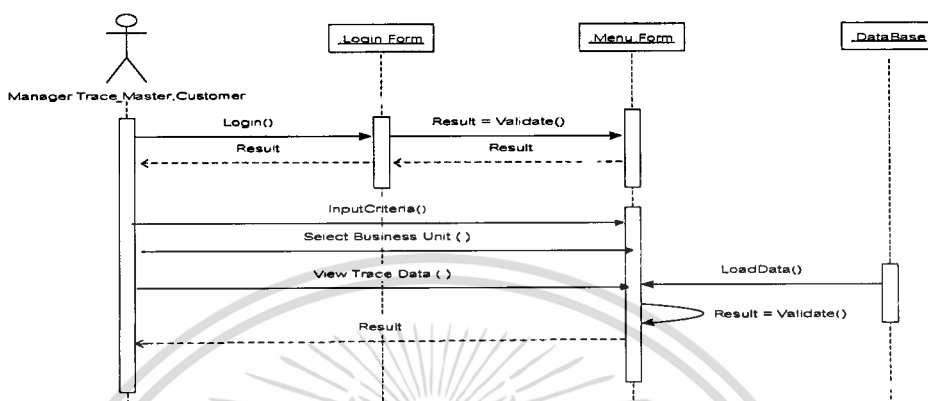 Login Form
Menu Form
DataBase
Manager Trace_Master,Customer
Login()
Result = Validate()
Result
Result
InputCriteria()
Select Business Unit ( )
View Trace Data ( )
LoadData()
Result = Validate()
Result